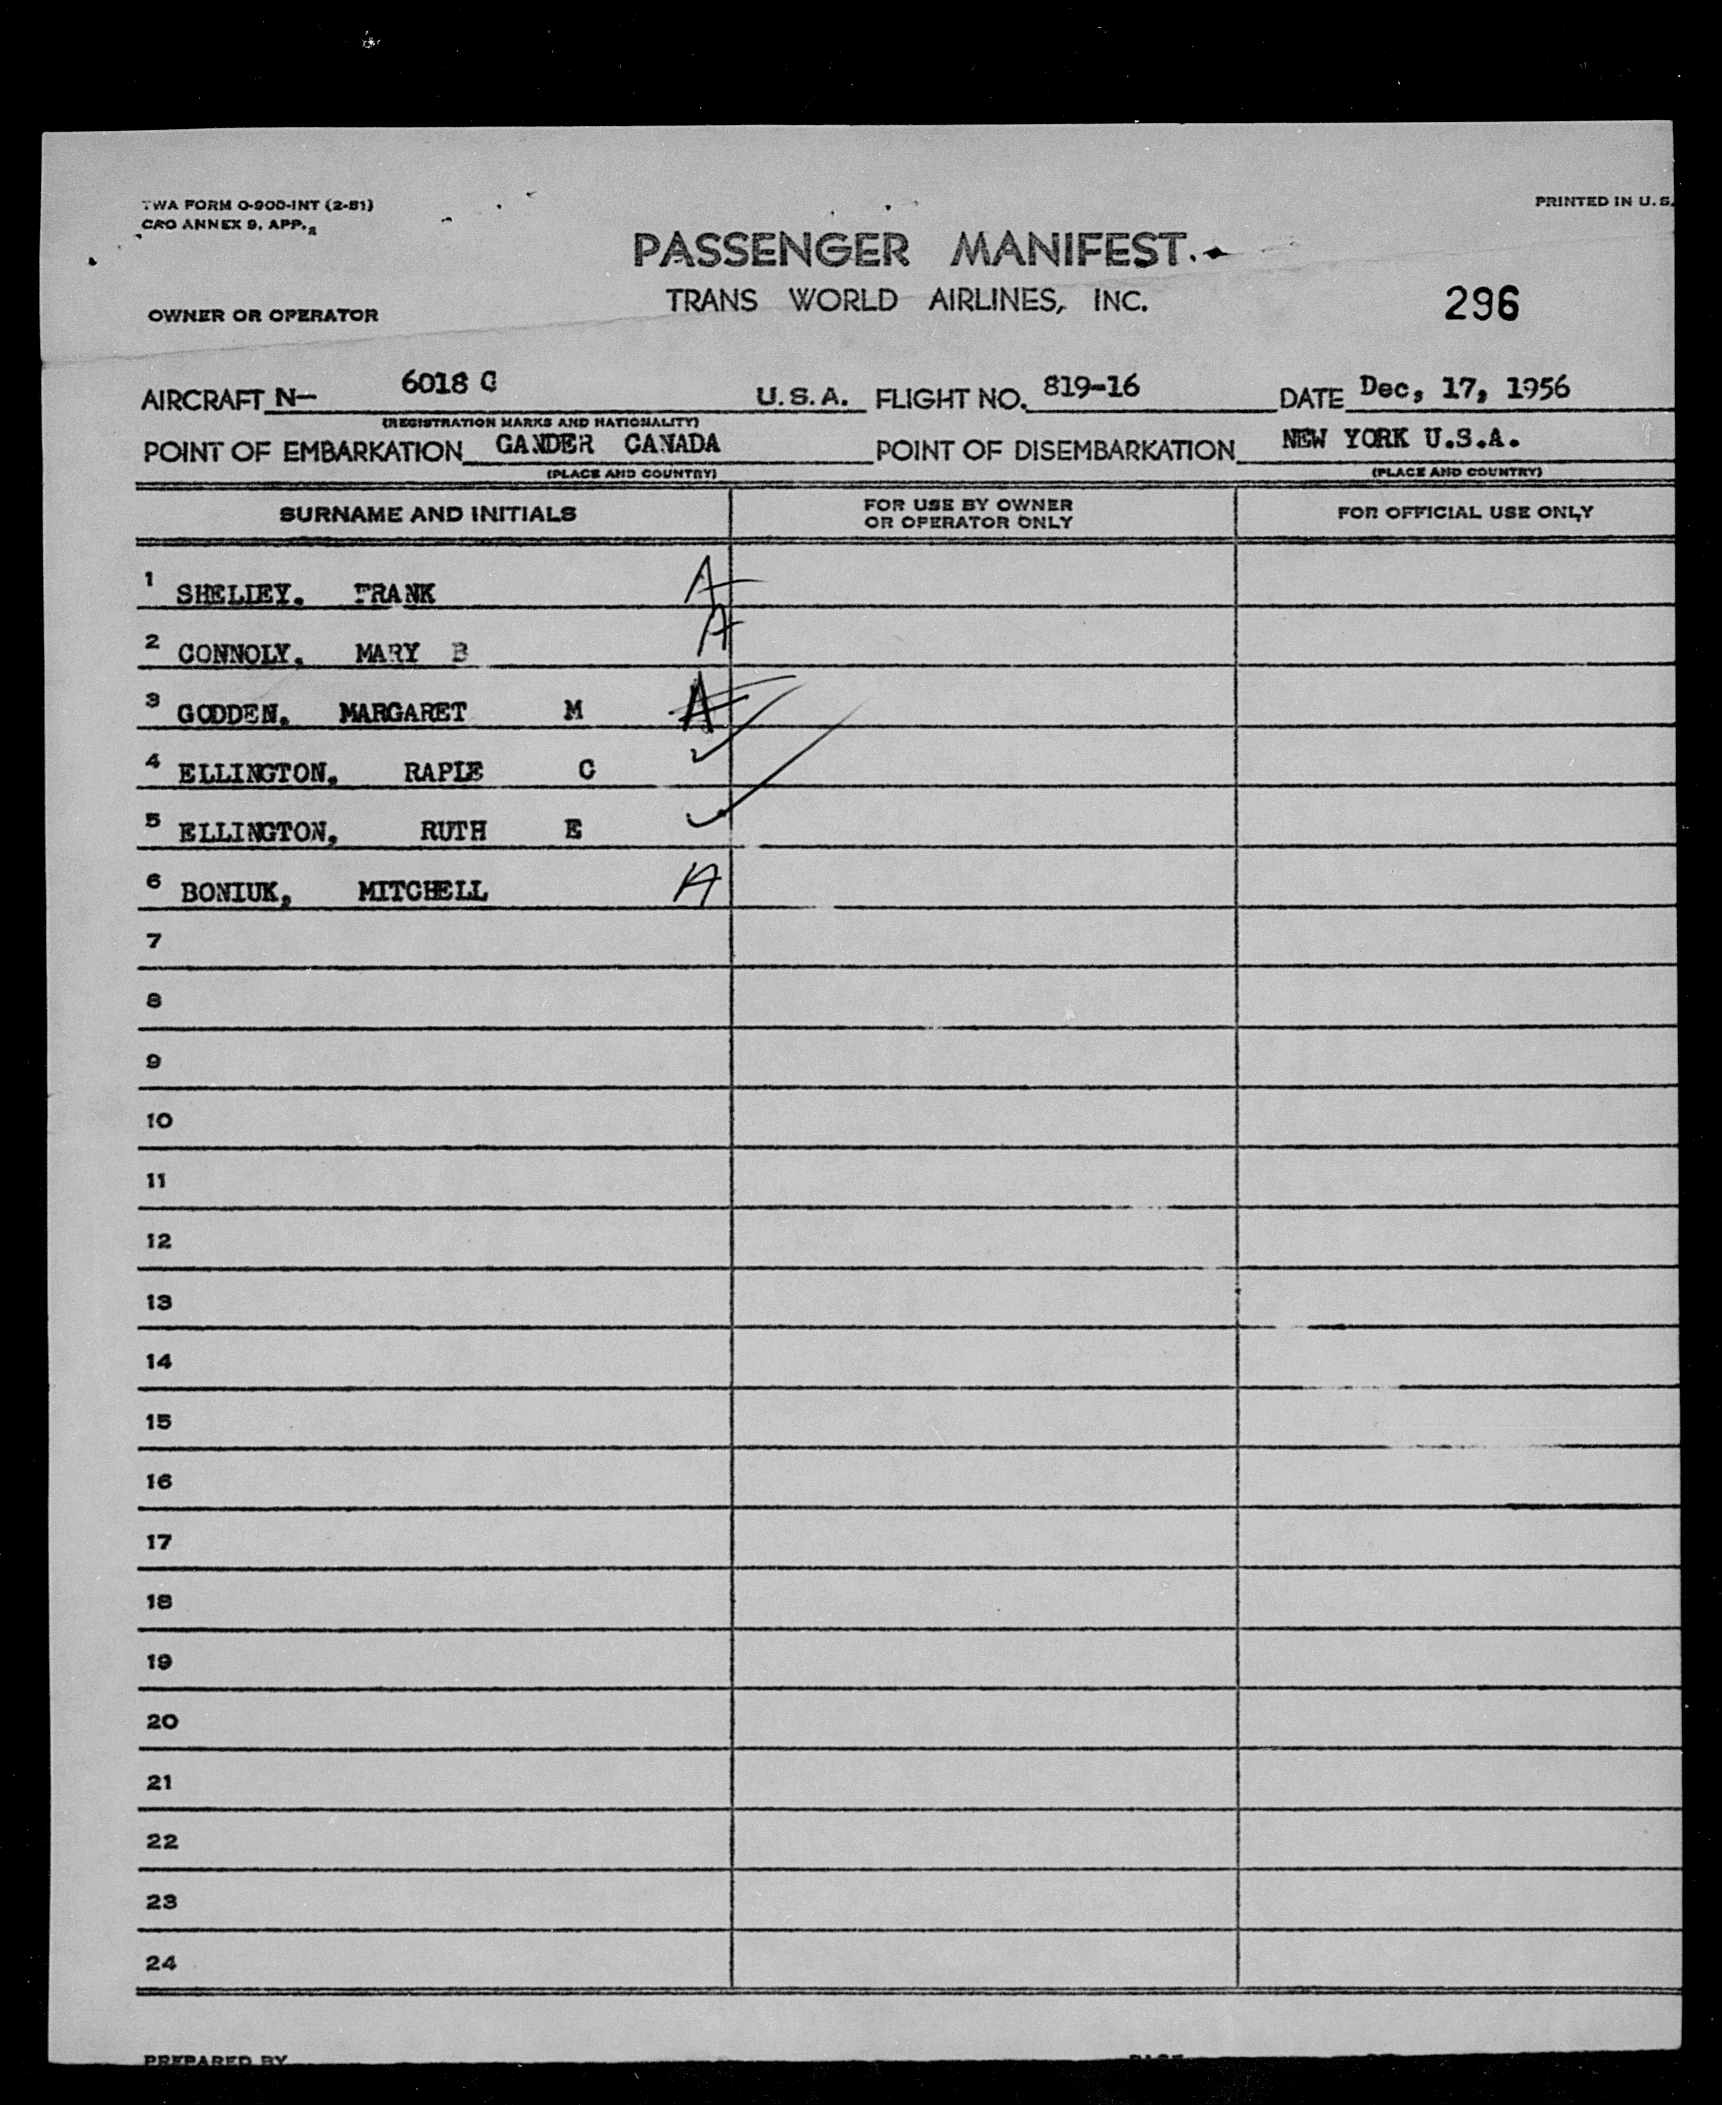 TWA FORM O-900-INT (2-51)
CAO ANNEX 9, APP.
PRINTED IN U. S.
PASSENGER MANIFEST.
TRANS WORLD AIRLINES, INC.
296
OWNER OR OPERATOR
AIRCRAFT N- 6018 C U. S. A. FLIGHT NO. 819-16 DATE Dec, 17, 1956
(REGISTRATION MARKS AND NATIONALITY)
POINT OF EMBARKATION GANDER CANADA POINT OF DISEMBARKATION NEW YORK U.S.A.
(PLACE AND COUNTRY) (PLACE AND COUNTRY)
SURNAME AND INITIALS FOR USE BY OWNER OR OPERATOR ONLY FOR OFFICIAL USE ONLY
1 SHELLEY. FRANK A
2 CONNOLY. MARY B A
3 GODDEN. MARGARET M A
4 ELLINGTON. RAPIE C ✓
5 ELLINGTON, RUTH E ✓
6 BONIUK, MITCHELL A
7
8
9
10
11
12
13
14
15
16
17
18
19
20
21
22
23
24
PREPARED BY PAGE